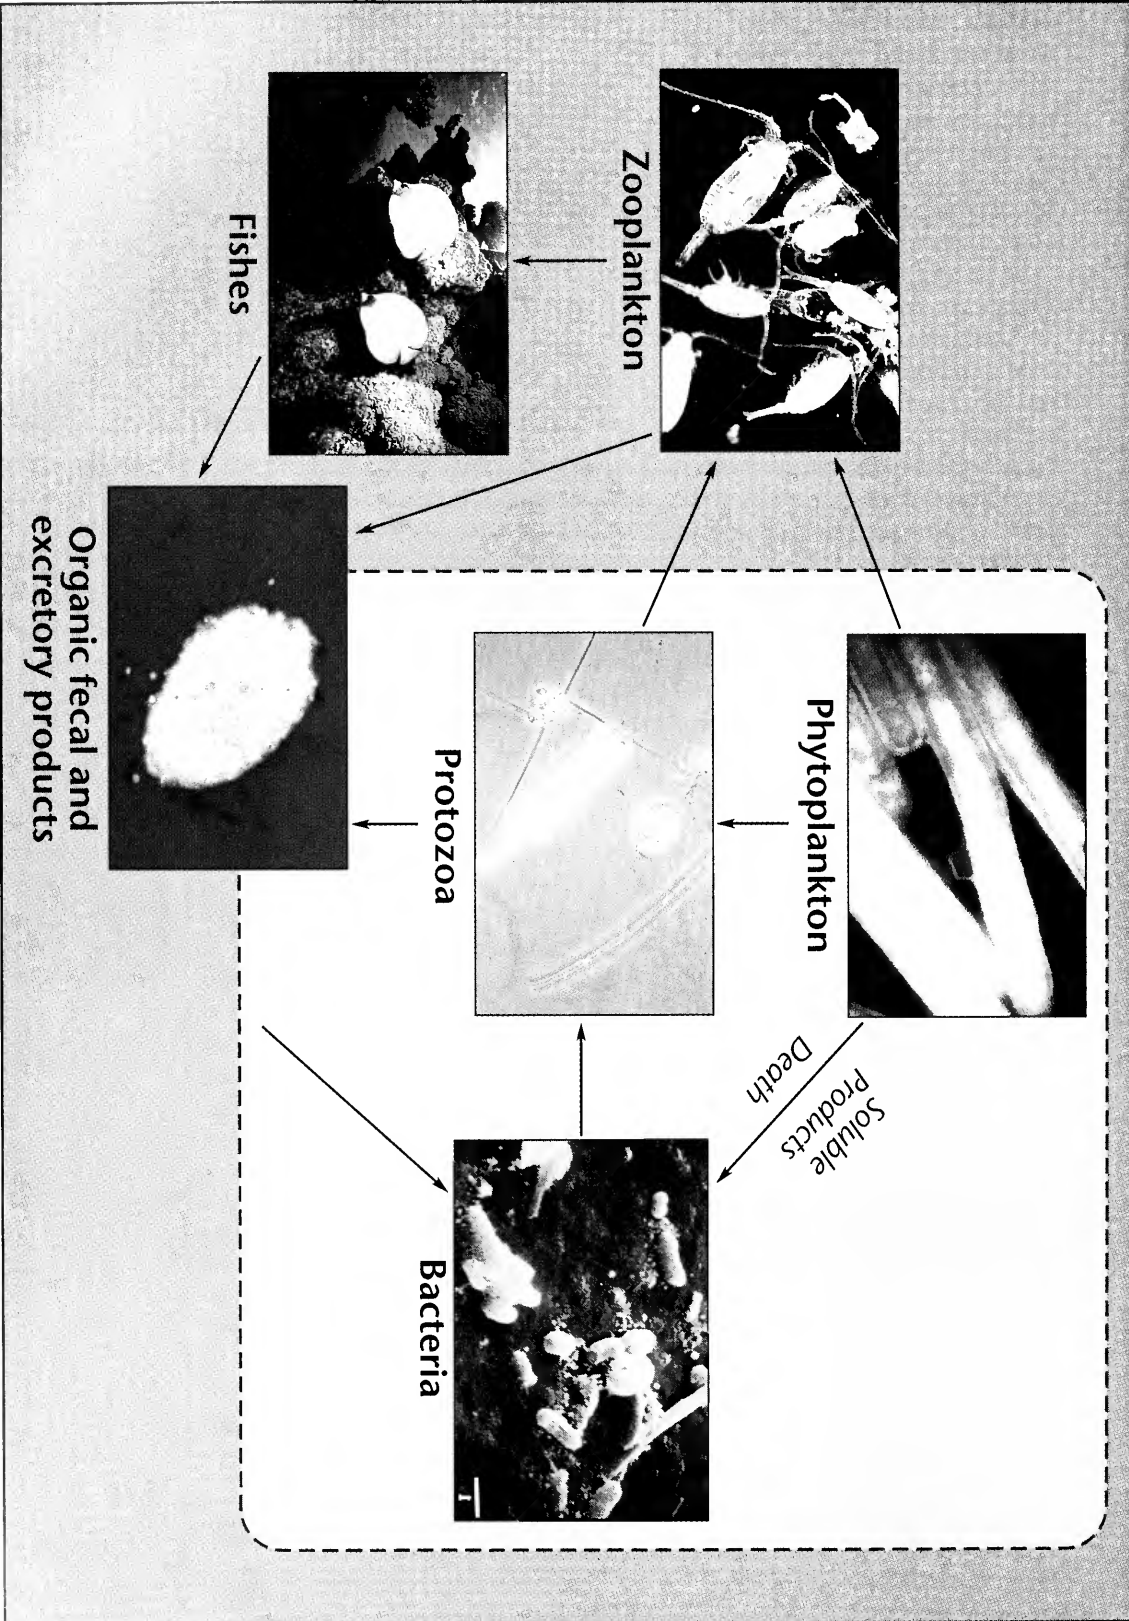 Zooplankton
Fishes
Phytoplankton
Death
Soluble
Products
Protozoa
Bacteria
Organic fecal and
excretory products